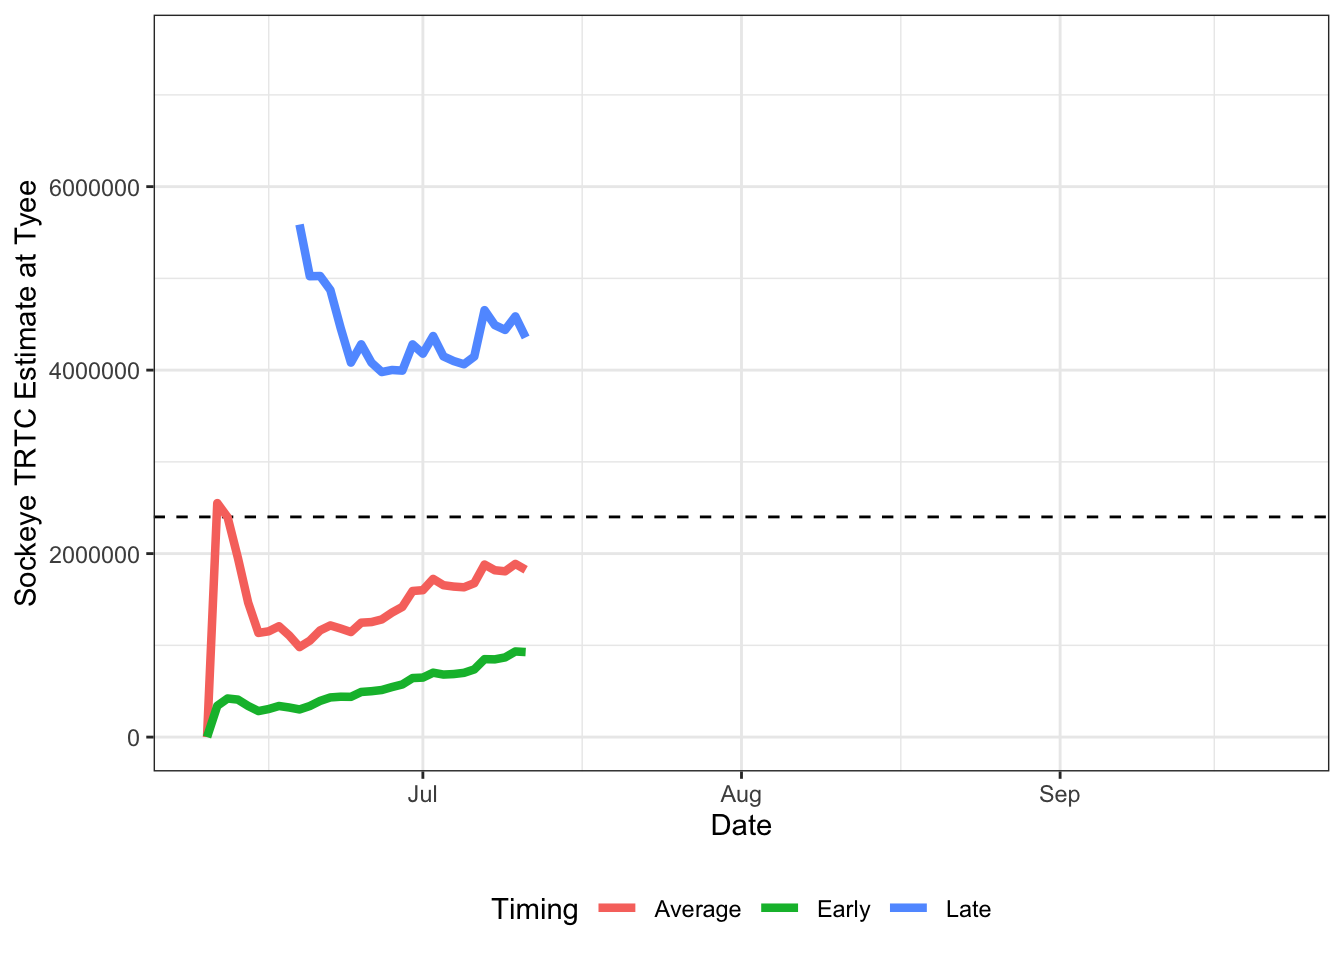 Sockeye TRTC Estimate at Tyee
6000000
4000000
2000000
0
Jul Aug Sep
Date
Timing Average Early Late